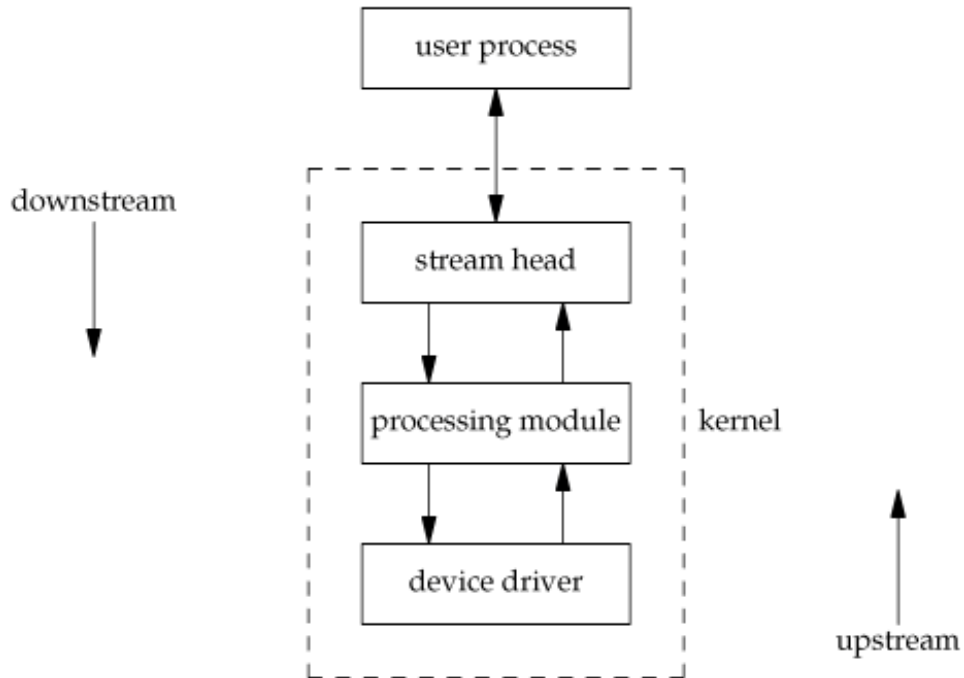 user process
downstream
stream head
processing module
kernel
device driver
upstream